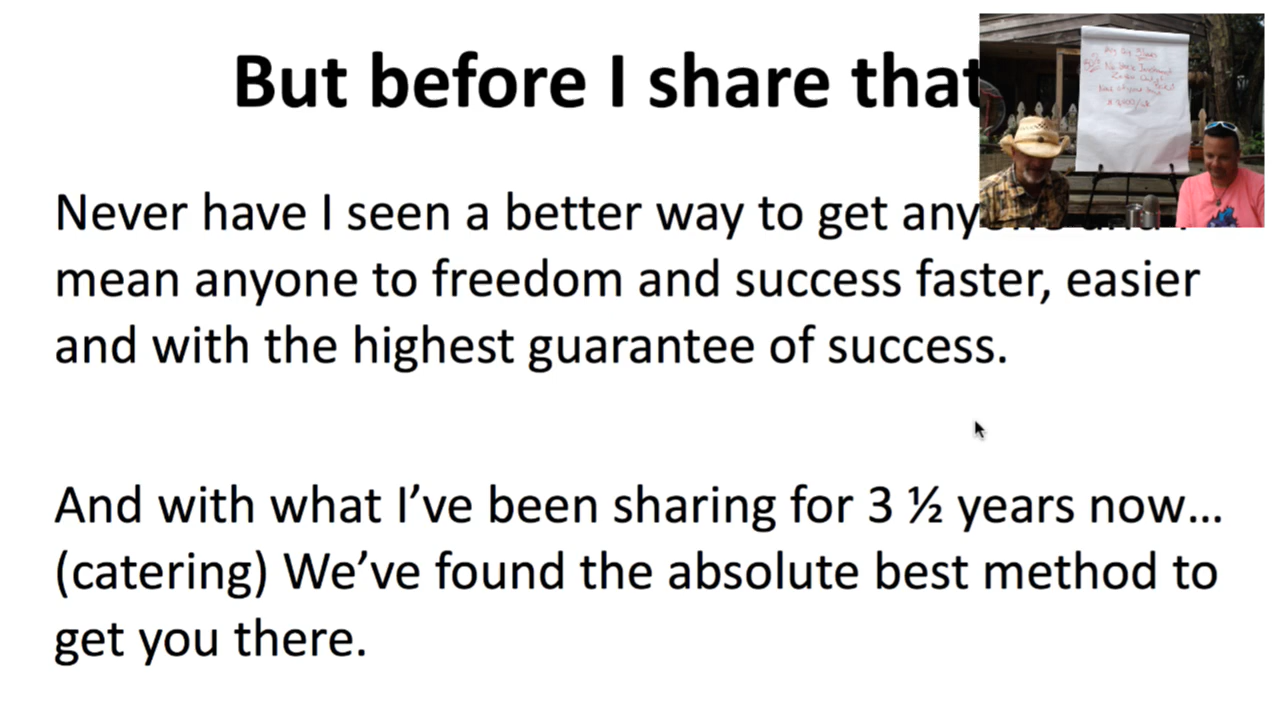 But before I share that
Never have I seen a better way to get any
mean anyone to freedom and success faster, easier
and with the highest guarantee of success.
And with what I’ve been sharing for 3 ½ years now…
(catering) We’ve found the absolute best method to
get you there.